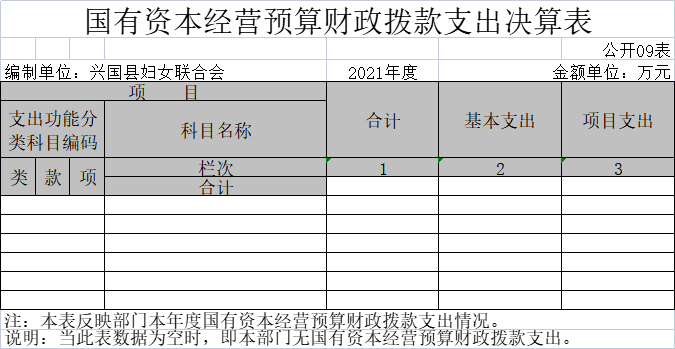 国有资本经营预算财政拨款支出决算表
公开09表
编制单位：兴国县妇女联合会 2021年度 金额单位：万元
项 目 合计 基本支出 项目支出
支出功能分类科目编码 科目名称
类 款 项 栏次 1 2 3
合计
注：本表反映部门本年度国有资本经营预算财政拨款支出情况。
说明：当此表数据为空时，即本部门无国有资本经营预算财政拨款支出。